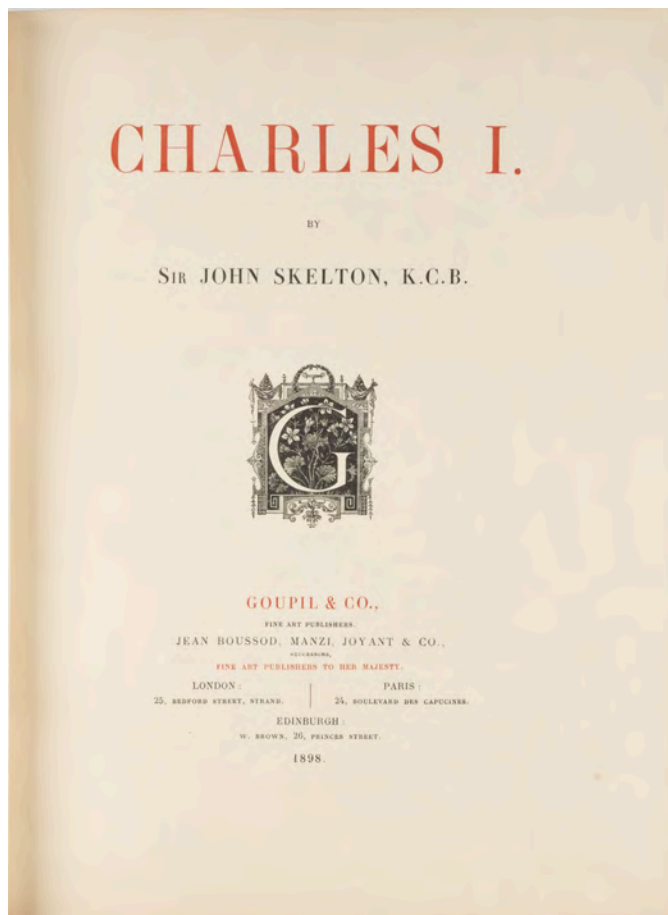 CHARLES I.
BY
SIR JOHN SKELTON, K.C.B.
G
GOUPIL & CO.,
FINE ART PUBLISHERS.
JEAN BOUSSOD, MANZI, JOYANT & CO.,
SUCCESSORS,
FINE ART PUBLISHERS TO HER MAJESTY.
LONDON :
25, BEDFORD STREET, STRAND.
PARIS :
24, BOULEVARD DES CAPUCINES.
EDINBURGH :
W. BROWN, 26, PRINCES STREET.
1898.